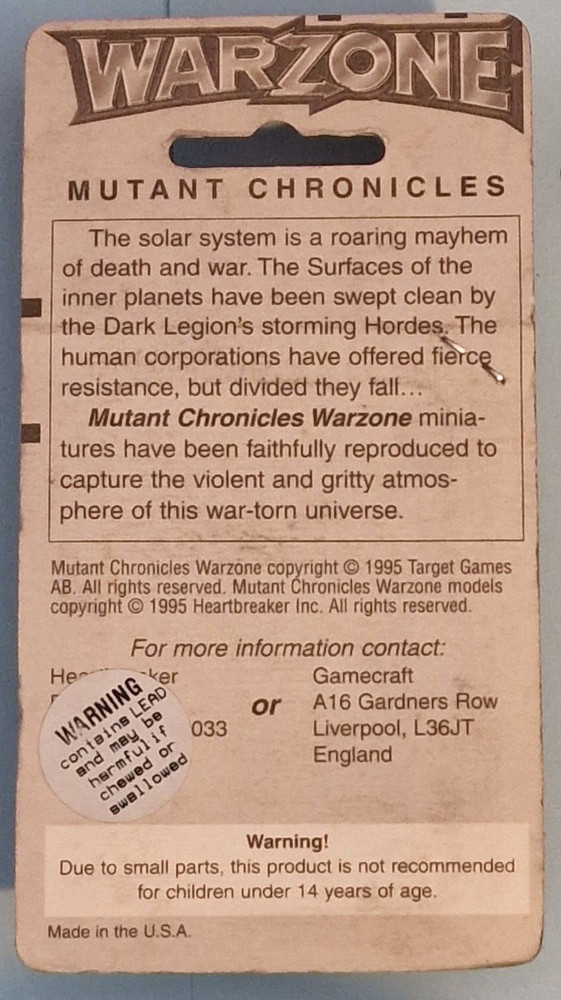 WARZONE
MUTANT CHRONICLES
The solar system is a roaring mayhem
of death and war. The Surfaces of the
inner planets have been swept clean by
the Dark Legion's storming Hordes. The
human corporations have offered fierce
resistance, but divided they fall...
Mutant Chronicles Warzone minia-
tures have been faithfully reproduced to
capture the violent and gritty atmos-
phere of this war-torn universe.
Mutant Chronicles Warzone copyright © 1995 Target Games
AB. All rights reserved. Mutant Chronicles Warzone models
copyright © 1995 Heartbreaker Inc. All rights reserved.
For more information contact:
033
or
Gamecraft
A16 Gardners Row
Liverpool, L36JT
England
WARNING
contains LEAD
and may be
harmful if
chewed or
swallowed
Warning!
Due to small parts, this product is not recommended
for children under 14 years of age.
Made in the U.S.A.